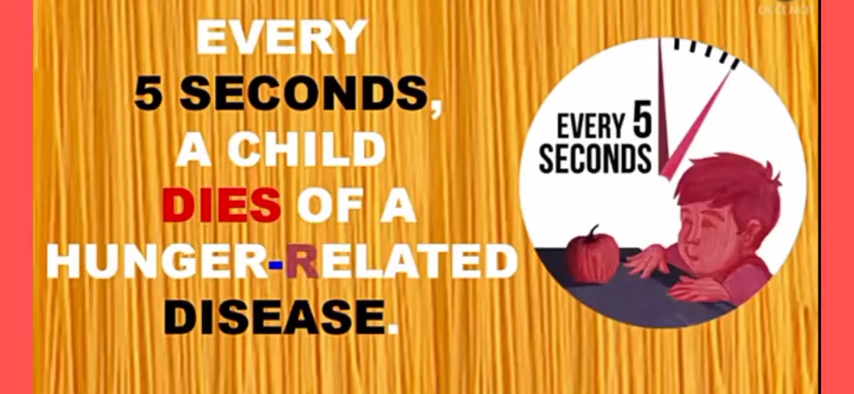 EVERY
5 SECONDS,
A CHILD
DIES OF A
HUNGER-RELATED
DISEASE.
EVERY 5
SECONDS